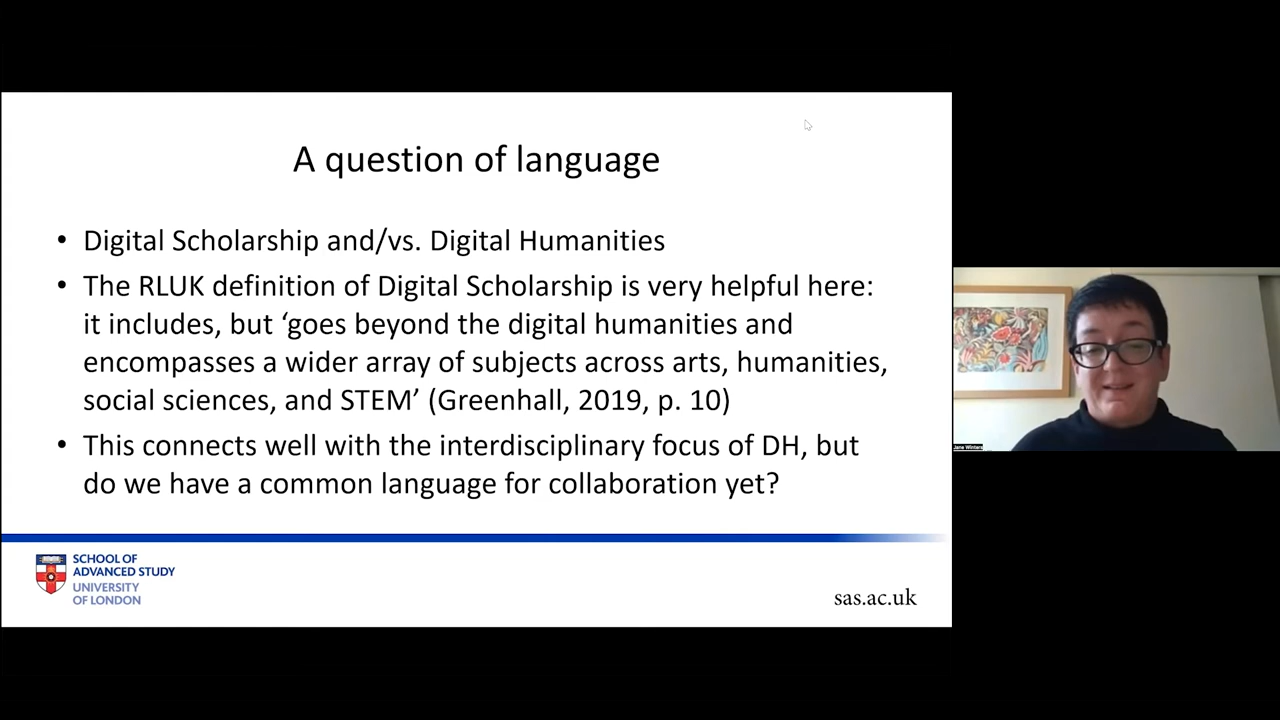 A question of language
• Digital Scholarship and/vs. Digital Humanities
• The RLUK definition of Digital Scholarship is very helpful here:
it includes, but ‘goes beyond the digital humanities and
encompasses a wider array of subjects across arts, humanities,
social sciences, and STEM’ (Greenhall, 2019, p. 10)
• This connects well with the interdisciplinary focus of DH, but
do we have a common language for collaboration yet?
SCHOOL OF
ADVANCED STUDY
UNIVERSITY
OF LONDON
sas.ac.uk
Jane Winters